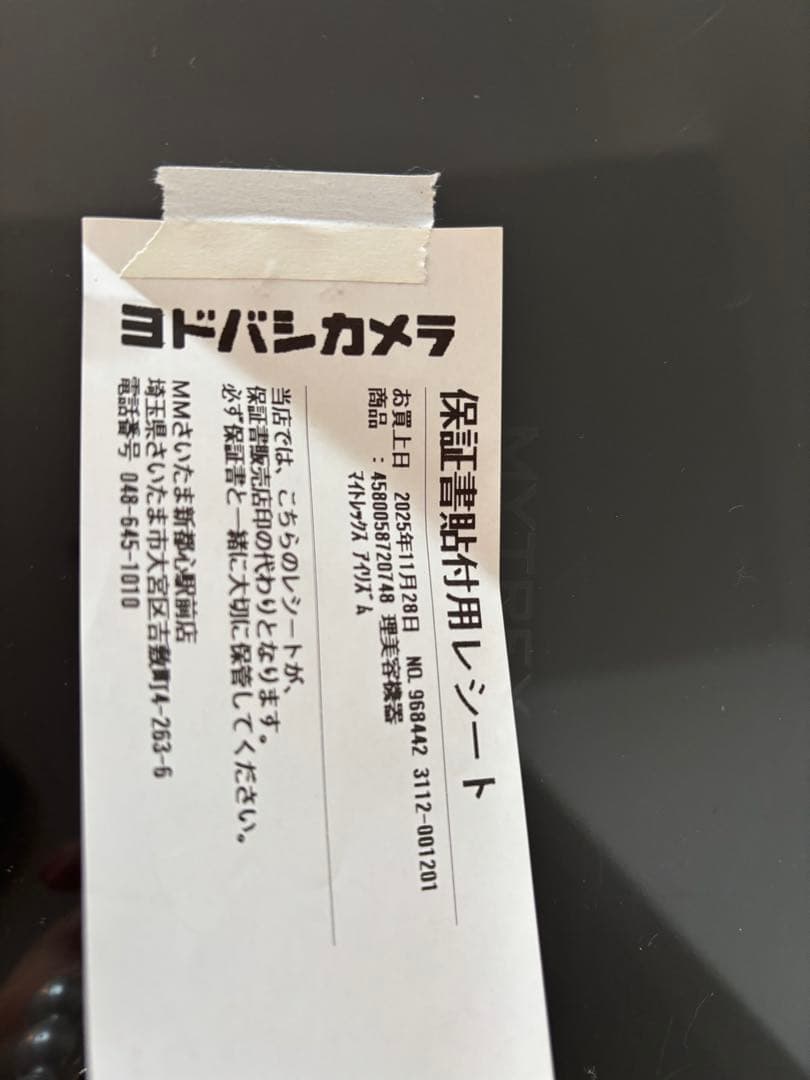 ヨドバシカメラ
保証書貼付用レシート
お買上日 2025年11月28日 NO. 968442 3112-001201
商品 : 4580058720748 理美容機器
マイトレックス アイリズム
当店では、こちらのレシートが、
保証書販売店印の代わりとなります。
必ず保証書と一緒に大切に保管してください。
MMさいたま新都心駅前店
埼玉県さいたま市大宮区吉敷町4-263-6
電話番号 048-645-1010
MYTREX